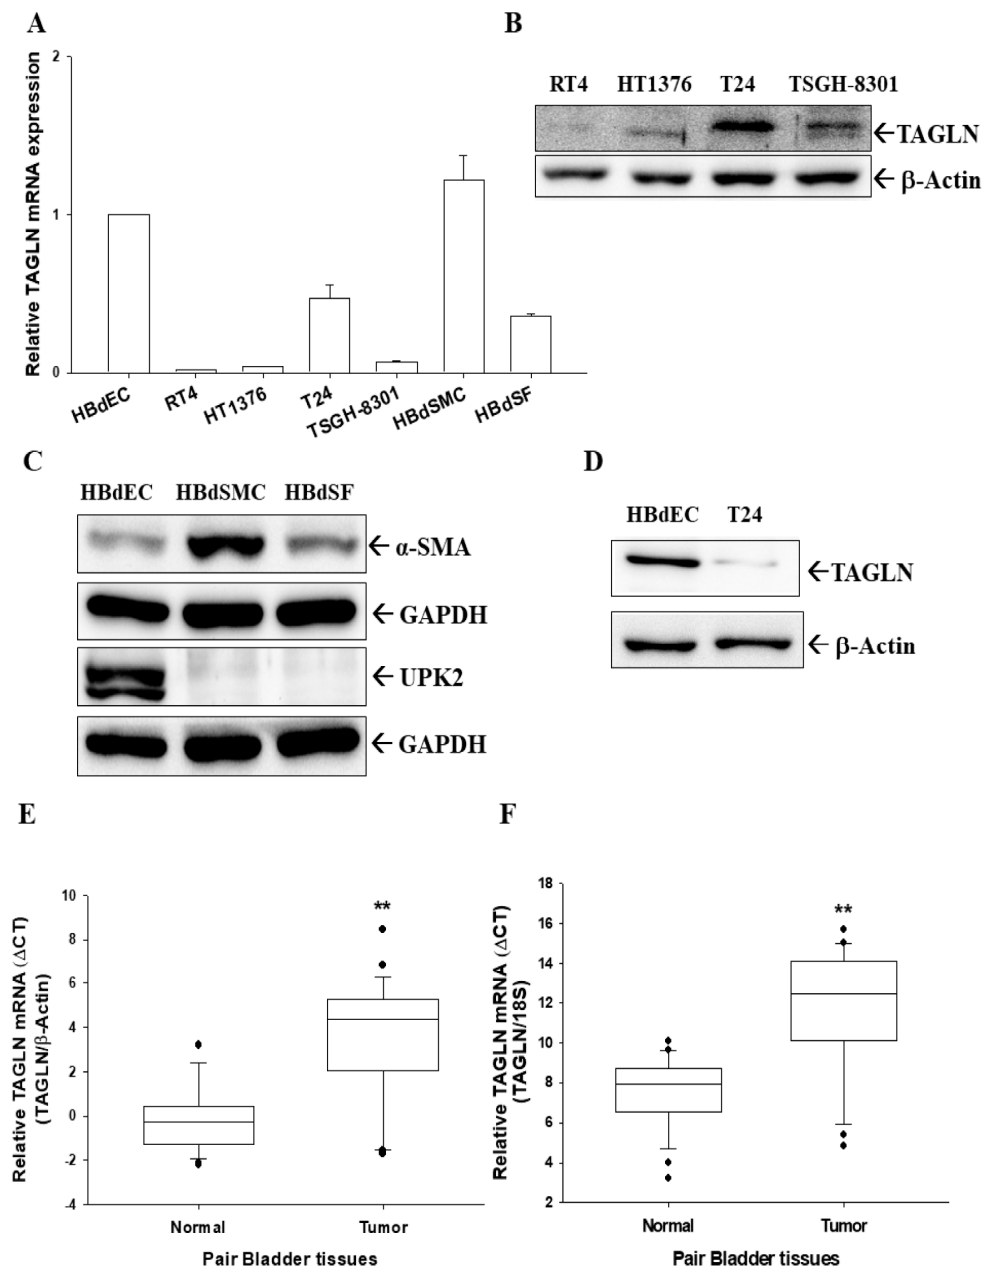 A
Relative TAGLN mRNA expression
2
1
0
HBdEC
RT4
HT1376
T24
TSGH-8301
HBdSMC
HBdSF
B
RT4 HT1376 T24 TSGH-8301
←TAGLN
← β-Actin
C
HBdEC HBdSMC HBdSF
← α-SMA
← GAPDH
← UPK2
← GAPDH
D
HBdEC T24
←TAGLN
← β-Actin
E
Relative TAGLN mRNA (ΔCT)
(TAGLN/β-Actin)
10
8
6
4
2
0
-2
-4
**
Normal Tumor
Pair Bladder tissues
F
Relative TAGLN mRNA (ΔCT)
(TAGLN/18S)
18
16
14
12
10
8
6
4
2
**
Normal Tumor
Pair Bladder tissues